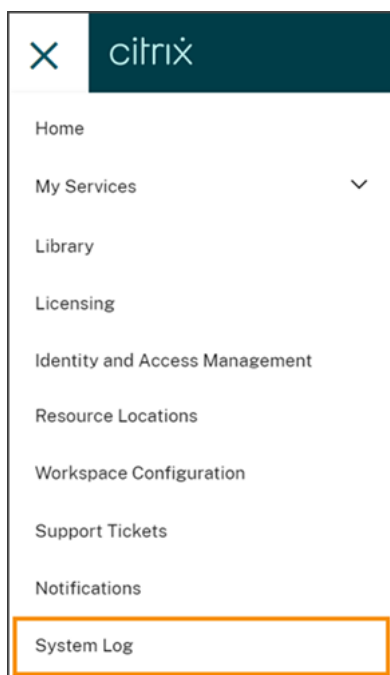 citrix
Home
My Services
Library
Licensing
Identity and Access Management
Resource Locations
Workspace Configuration
Support Tickets
Notifications
System Log